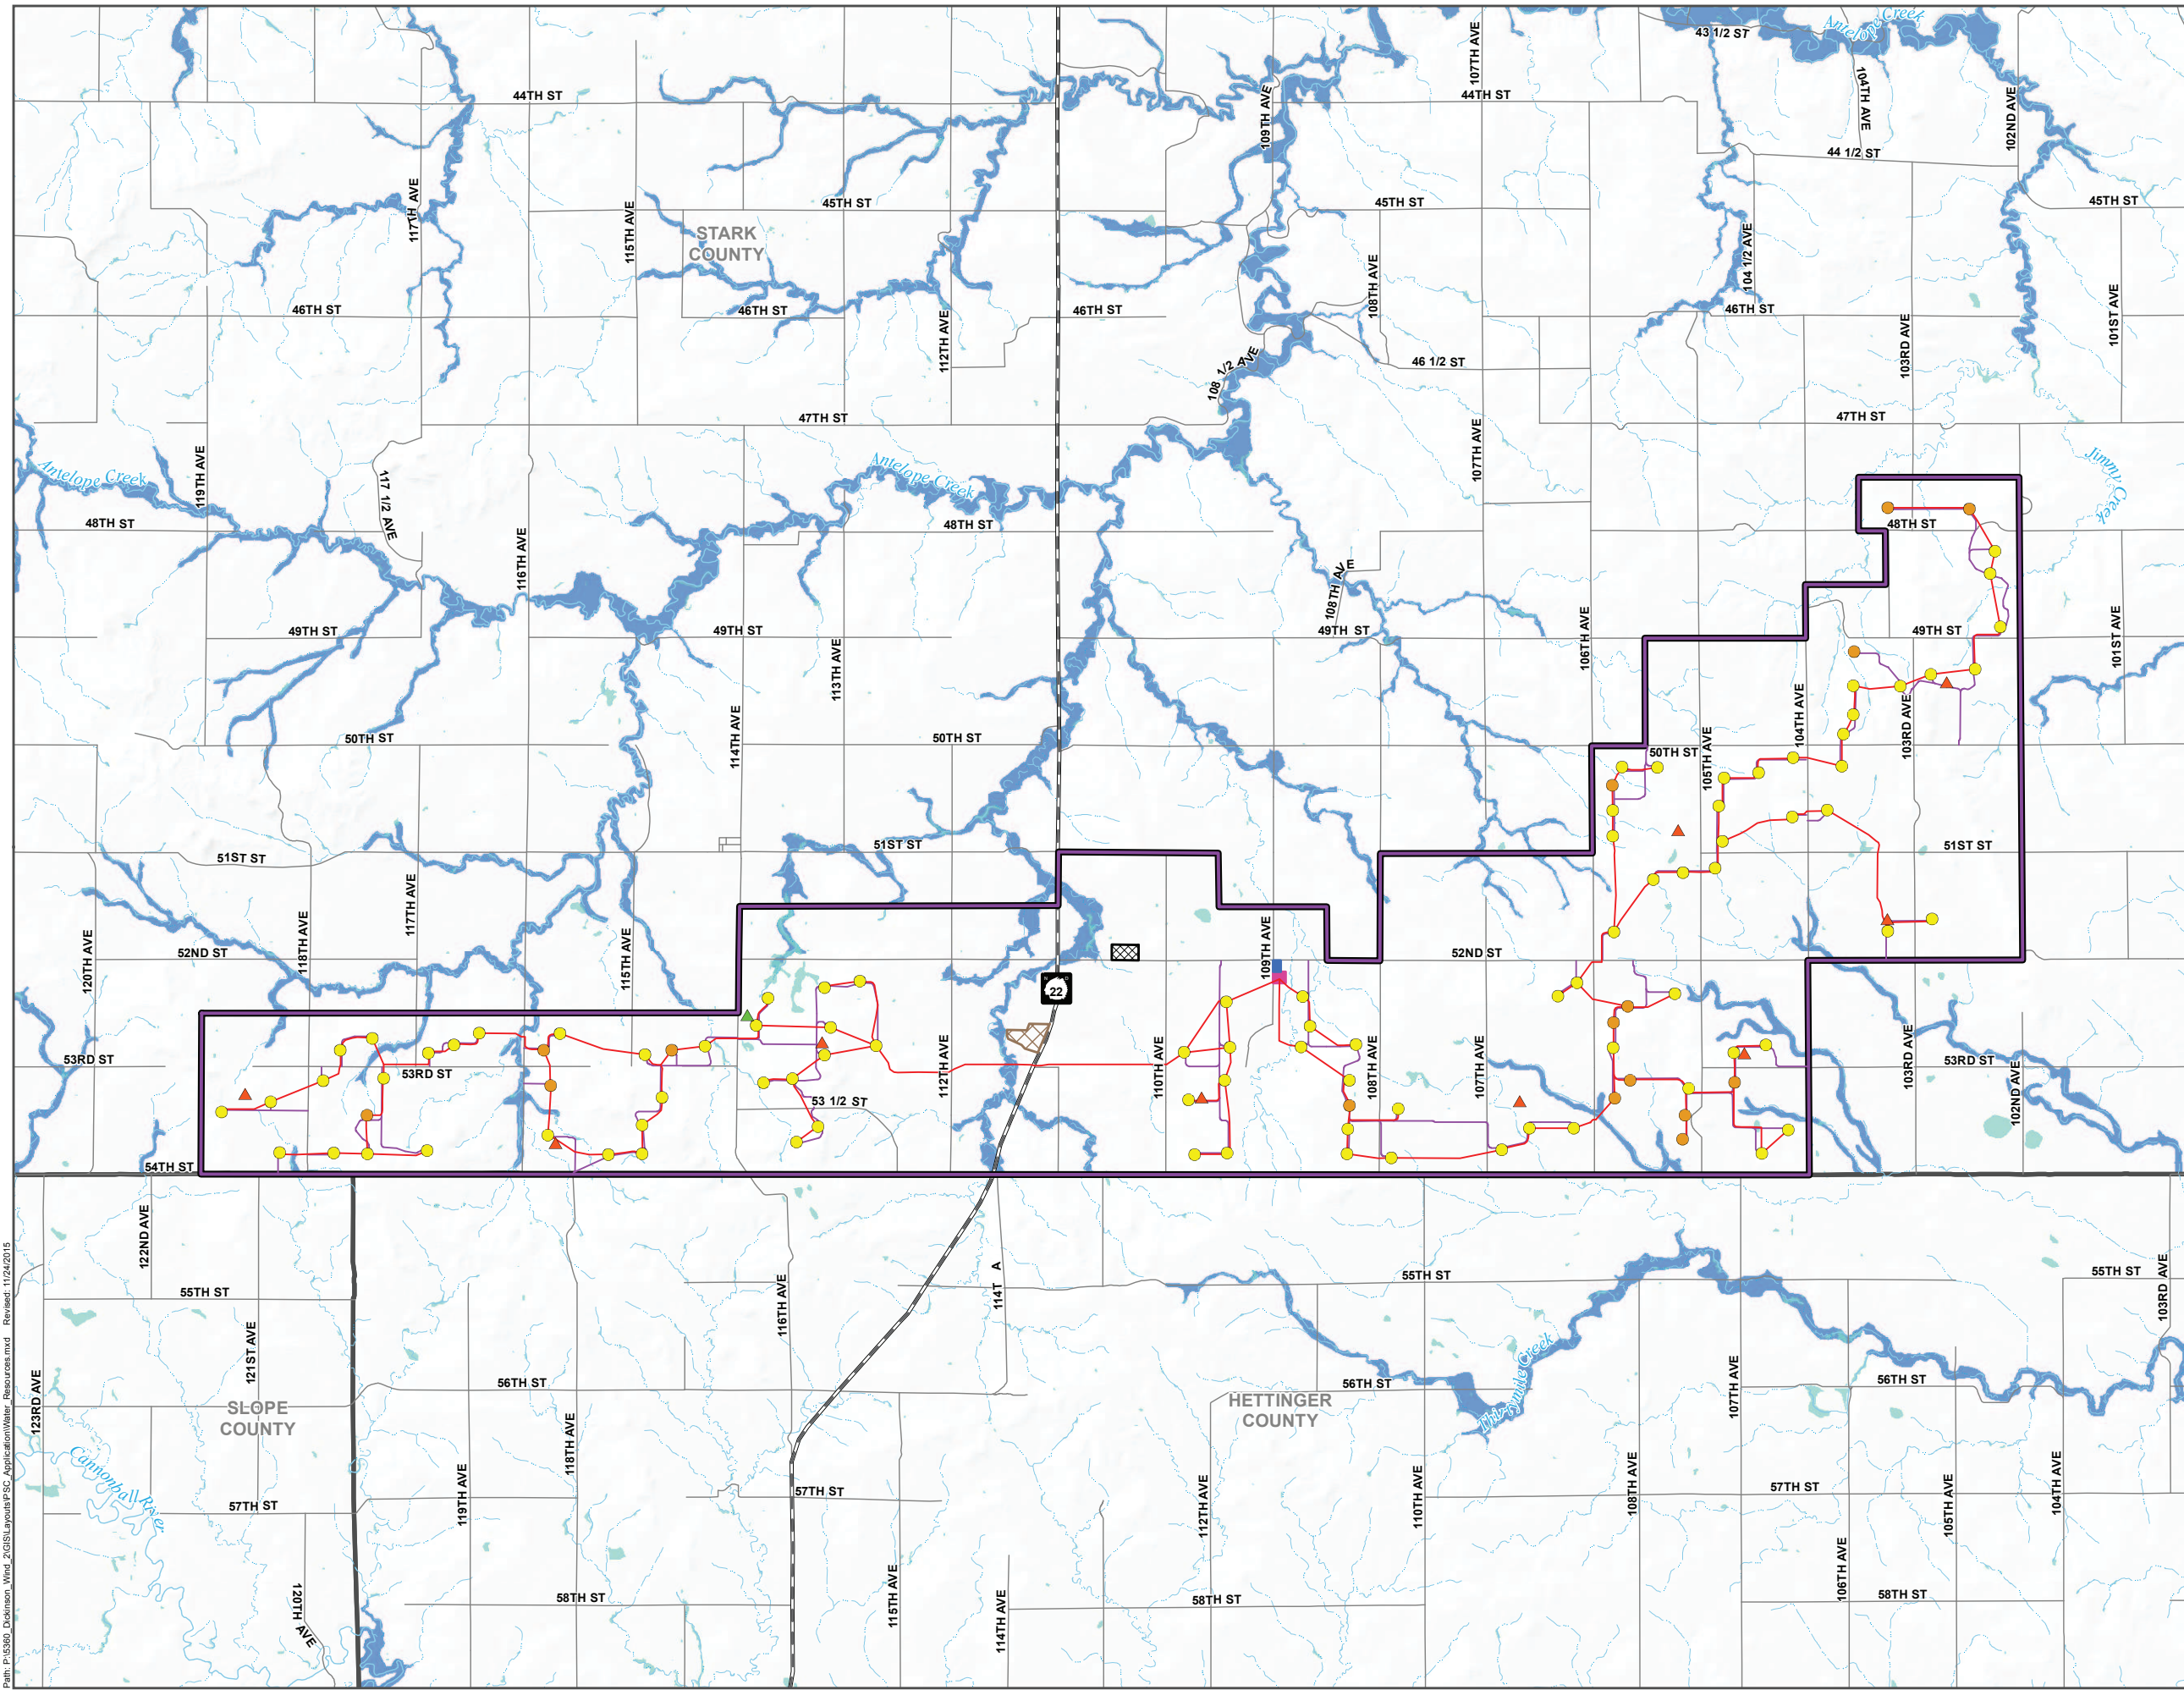 Antelope Creek
43 1/2 ST
107TH AVE
104TH AVE
44TH ST
44TH ST
109TH AVE
102ND AVE
44 1/2 ST
117TH AVE
115TH AVE
45TH ST
45TH ST
45TH ST
STARK
COUNTY
104 1/2 AVE
108TH AVE
46TH ST
46TH ST
46TH ST
46TH ST
112TH AVE
103RD AVE
101ST AVE
108 1/2 AVE
46 1/2 ST
47TH ST
47TH ST
107TH AVE
119TH AVE
Antelope Creek
Antelope Creek
Jimmy Creek
117 1/2 AVE
48TH ST
48TH ST
48TH ST
116TH AVE
108TH AVE
106TH AVE
101ST AVE
49TH ST
49TH ST
49TH ST
49TH ST
113TH AVE
114TH AVE
104TH AVE
103RD AVE
105TH AVE
50TH ST
50TH ST
50TH ST
51ST ST
51ST ST
51ST ST
117TH AVE
118TH AVE
120TH AVE
115TH AVE
109TH AVE
52ND ST
52ND ST
N D
22
53RD ST
53RD ST
53RD ST
112TH AVE
110TH AVE
108TH AVE
107TH AVE
103RD AVE
102ND AVE
53 1/2 ST
54TH ST
122ND AVE
55TH ST
55TH ST
55TH ST
114T A
116TH AVE
103RD AVE
121ST AVE
123RD AVE
Thirtymile Creek
56TH ST
56TH ST
56TH ST
107TH AVE
SLOPE
COUNTY
HETTINGER
COUNTY
Cannonball River
118TH AVE
119TH AVE
112TH AVE
110TH AVE
108TH AVE
105TH AVE
104TH AVE
57TH ST
57TH ST
57TH ST
106TH AVE
120TH AVE
115TH AVE
114TH AVE
58TH ST
58TH ST
58TH ST
Path: P:\5360_Dickinson_Wind_2\GIS\Layouts\PSC_Application\Water_Resources.mxd Revised: 11/24/2015